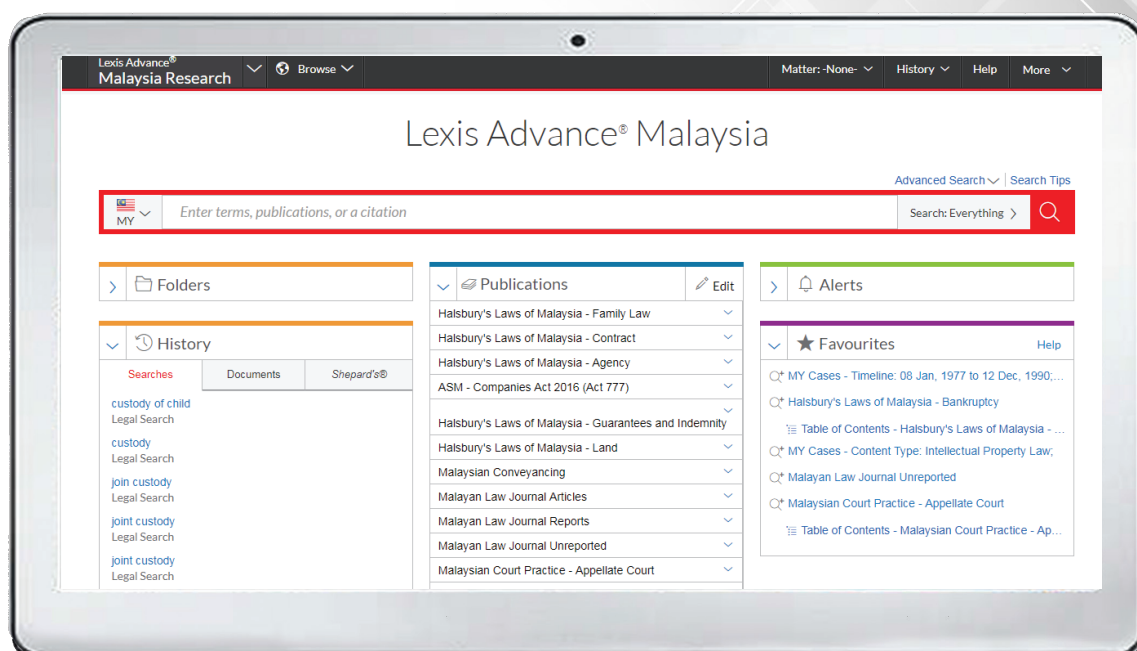 Lexis Advance®
Malaysia Research
Browse
Matter: -None-
History
Help
More
Lexis Advance® Malaysia
Advanced Search
Search Tips
MY
Enter terms, publications, or a citation
Search: Everything
Folders
History
Searches
Documents
Shepard's®
custody of child
Legal Search
custody
Legal Search
join custody
Legal Search
joint custody
Legal Search
joint custody
Legal Search
Publications
Edit
Halsbury's Laws of Malaysia - Family Law
Halsbury's Laws of Malaysia - Contract
Halsbury's Laws of Malaysia - Agency
ASM - Companies Act 2016 (Act 777)
Halsbury's Laws of Malaysia - Guarantees and Indemnity
Halsbury's Laws of Malaysia - Land
Malaysian Conveyancing
Malayan Law Journal Articles
Malayan Law Journal Reports
Malayan Law Journal Unreported
Malaysian Court Practice - Appellate Court
Alerts
Favourites
Help
MY Cases - Timeline: 08 Jan, 1977 to 12 Dec, 1990;...
Halsbury's Laws of Malaysia - Bankruptcy
Table of Contents - Halsbury's Laws of Malaysia - ...
MY Cases - Content Type: Intellectual Property Law;
Malayan Law Journal Unreported
Malaysian Court Practice - Appellate Court
Table of Contents - Malaysian Court Practice - Ap...